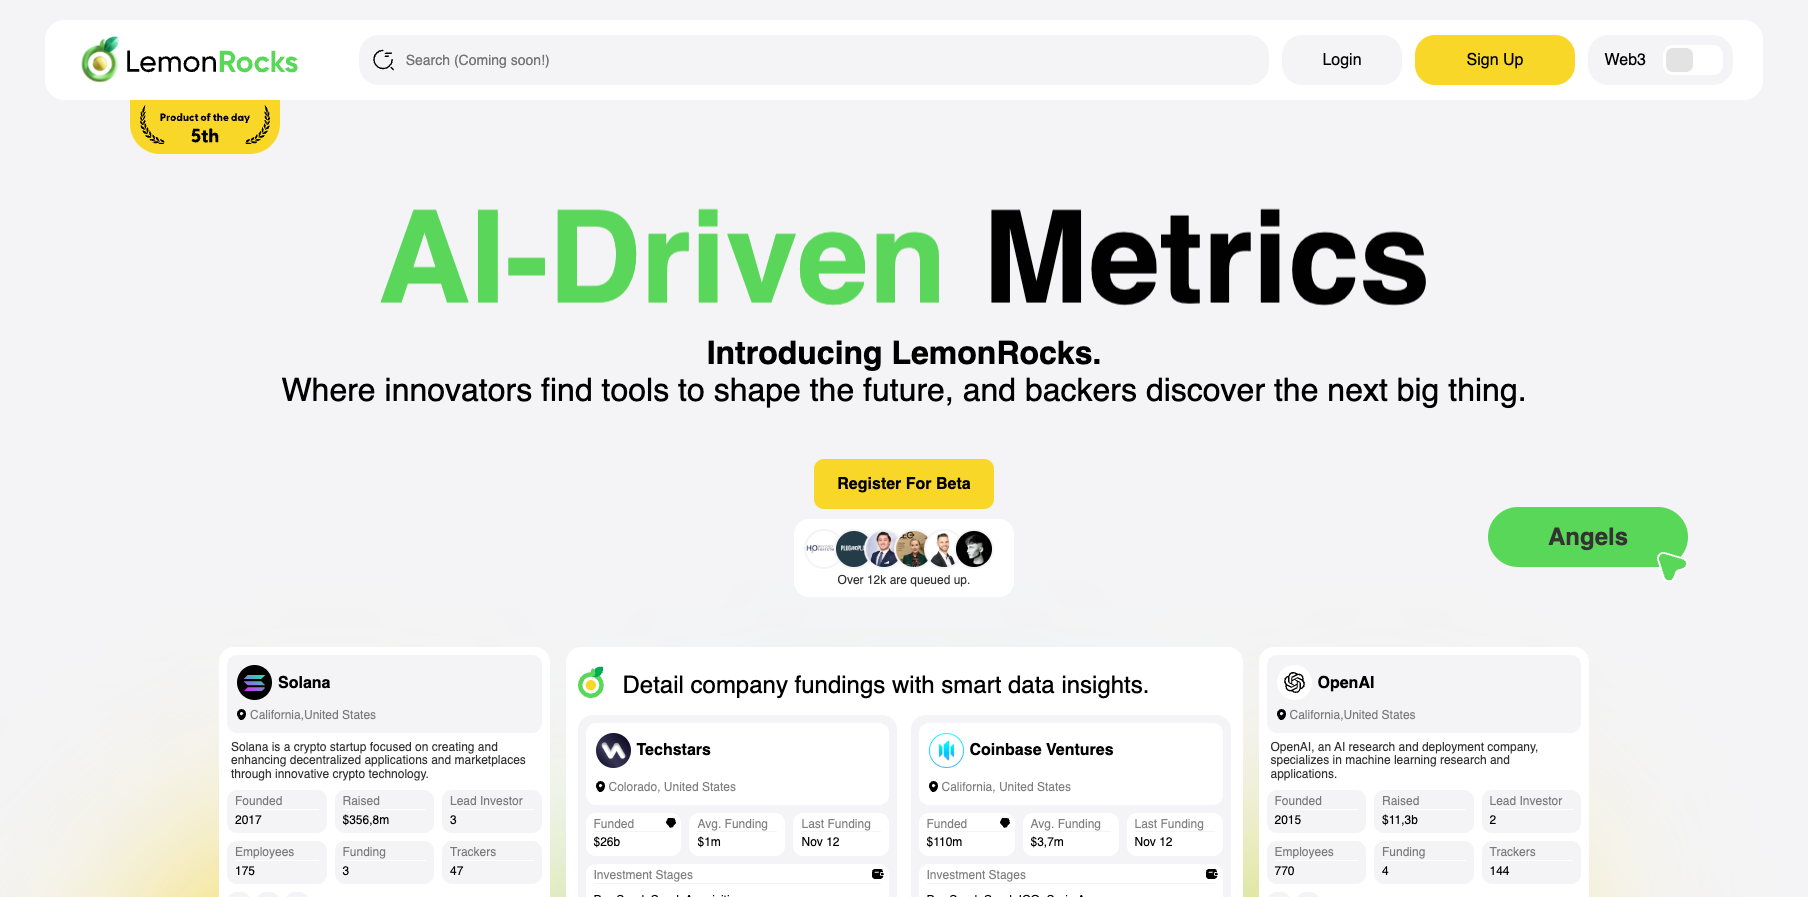 LemonRocks
Search (Coming soon!)
Login
Sign Up
Web3
Product of the day
5th
AI-Driven Metrics
Introducing LemonRocks.
Where innovators find tools to shape the future, and backers discover the next big thing.
Register For Beta
Over 12k are queued up.
Angels
Solana
California,United States
Solana is a crypto startup focused on creating and
enhancing decentralized applications and marketplaces
through innovative crypto technology.
Founded
2017
Raised
$356,8m
Lead Investor
3
Employees
175
Funding
3
Trackers
47
Detail company fundings with smart data insights.
Techstars
Colorado, United States
Funded
$26b
Avg. Funding
$1m
Last Funding
Nov 12
Investment Stages
Coinbase Ventures
California, United States
Funded
$110m
Avg. Funding
$3,7m
Last Funding
Nov 12
Investment Stages
OpenAI
California,United States
OpenAI, an AI research and deployment company,
specializes in machine learning research and
applications.
Founded
2015
Raised
$11,3b
Lead Investor
2
Employees
770
Funding
4
Trackers
144